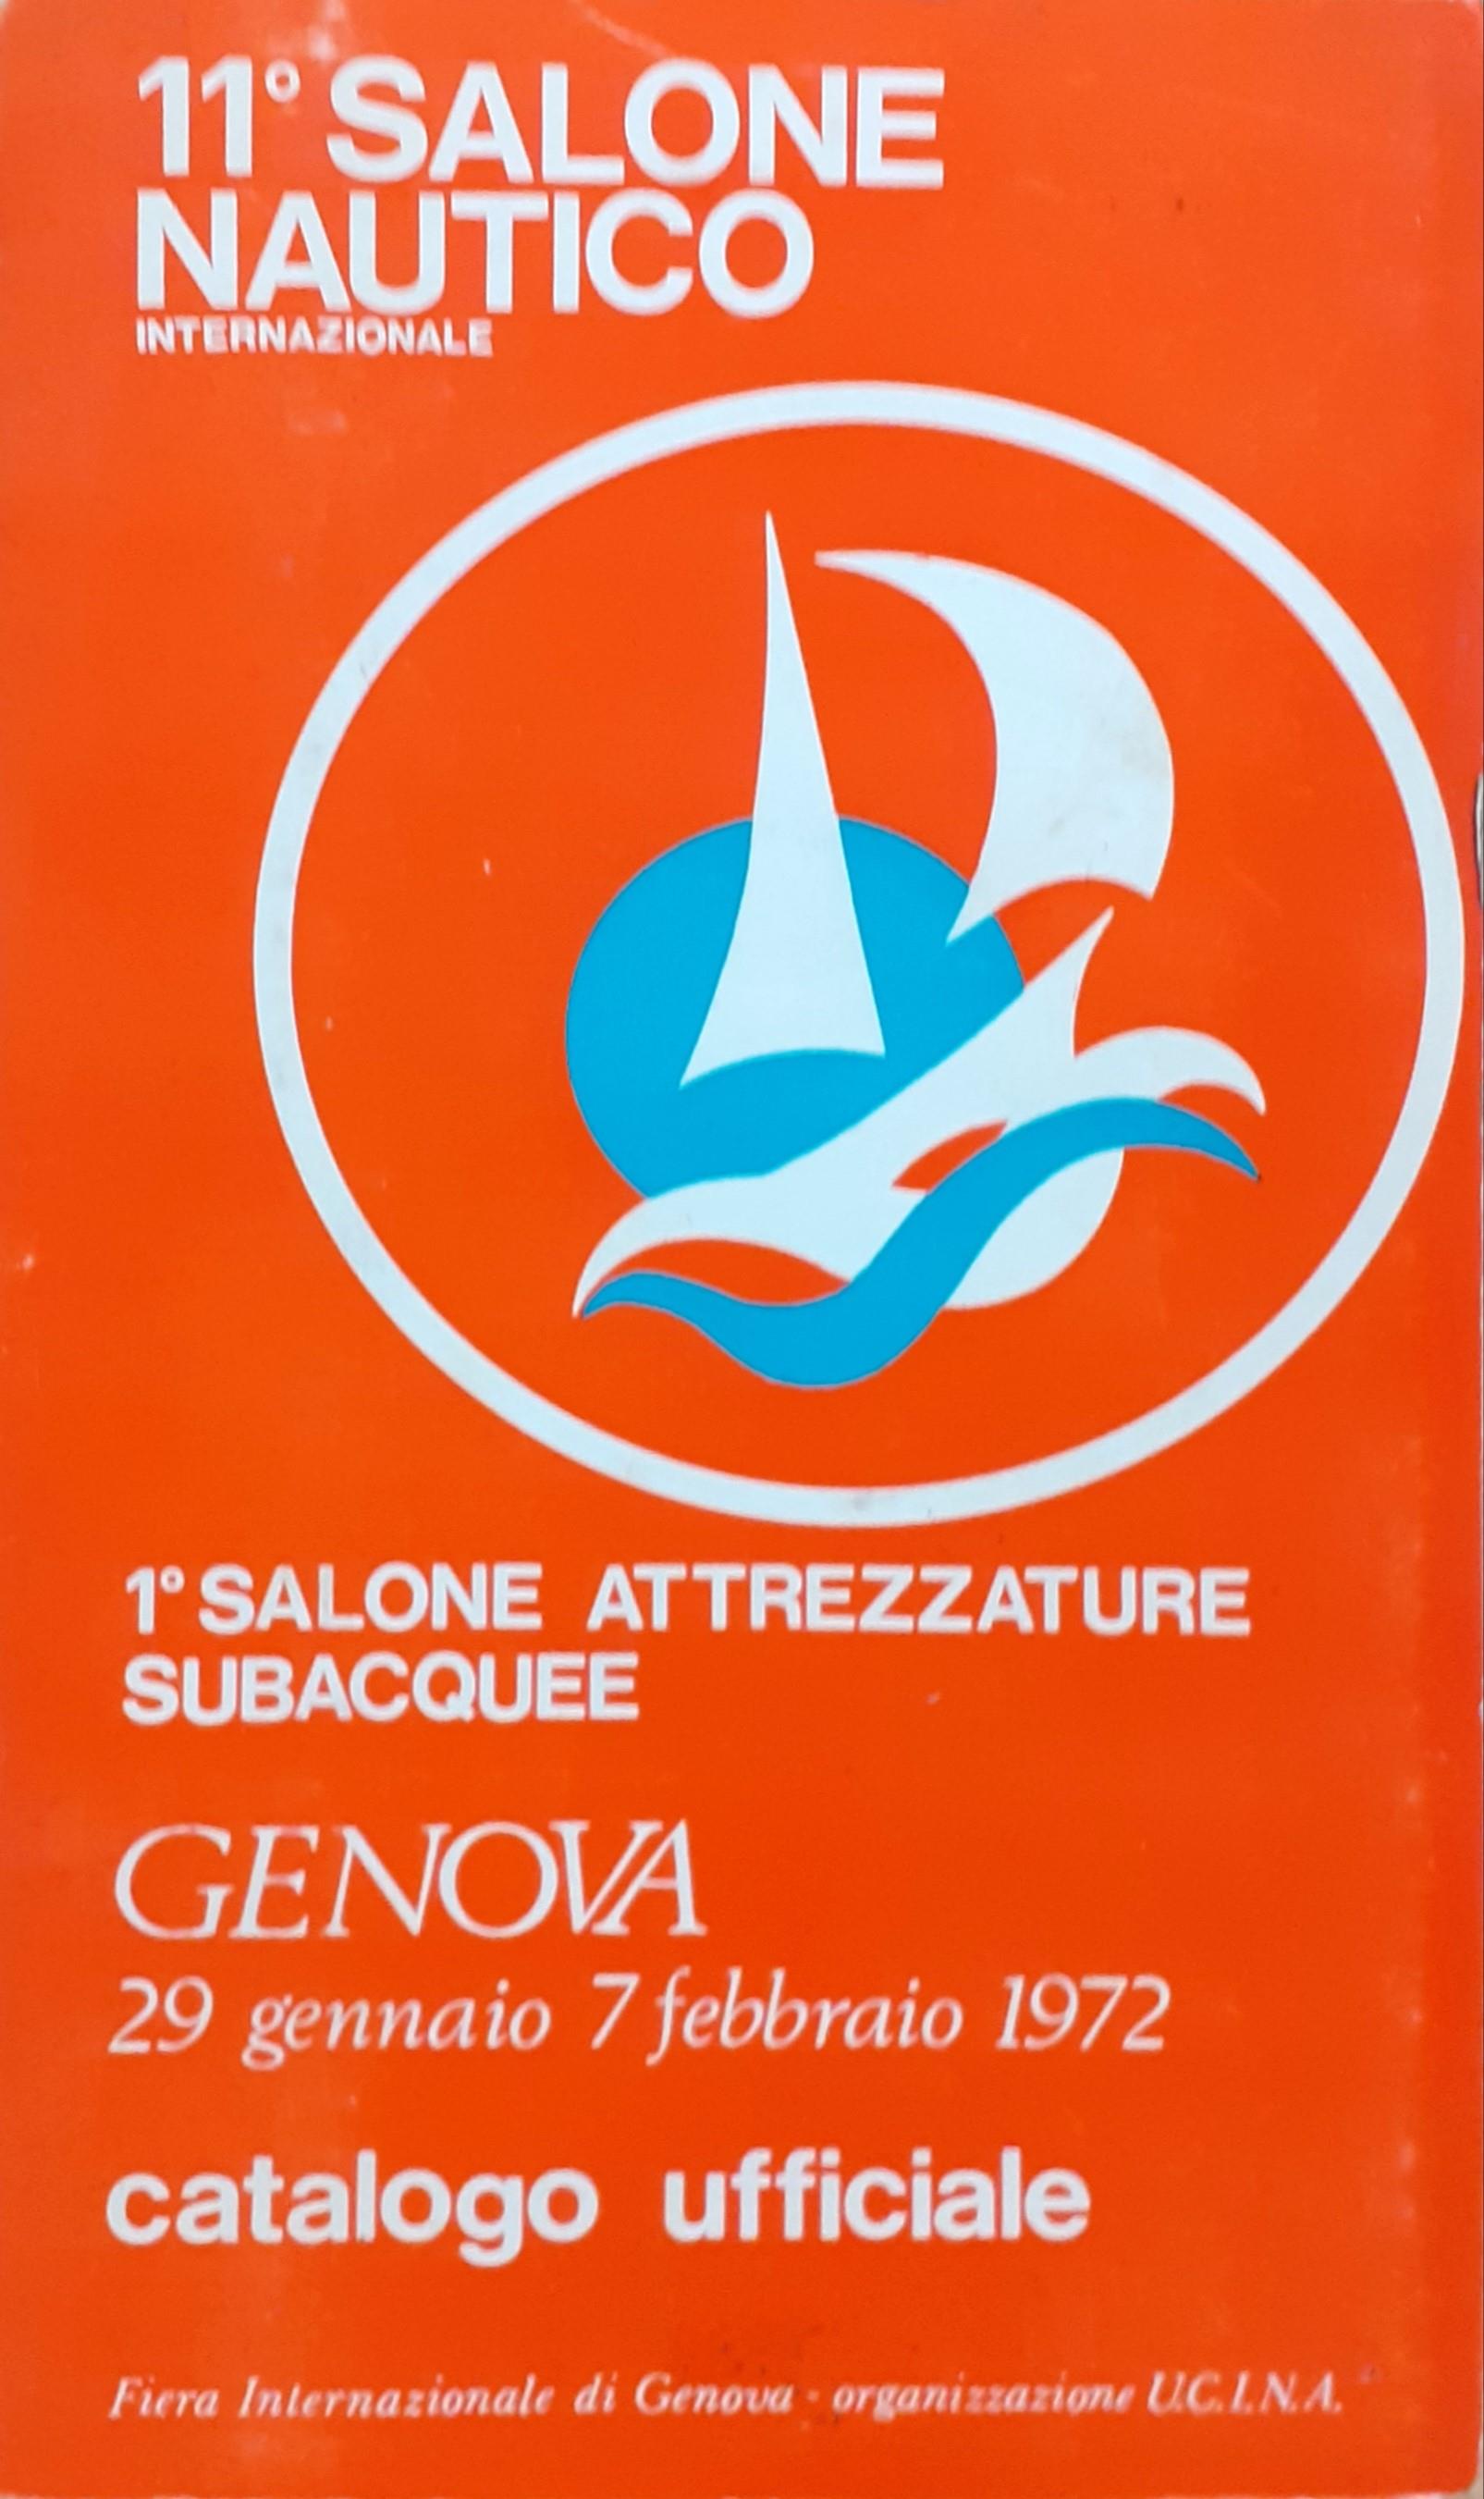 11° SALONE
NAUTICO
INTERNAZIONALE
1° SALONE ATTREZZATURE
SUBACQUEE
GENOVA
29 gennaio 7 febbraio 1972
catalogo ufficiale
Fiera Internazionale di Genova - organizzazione U.C.I.N.A.